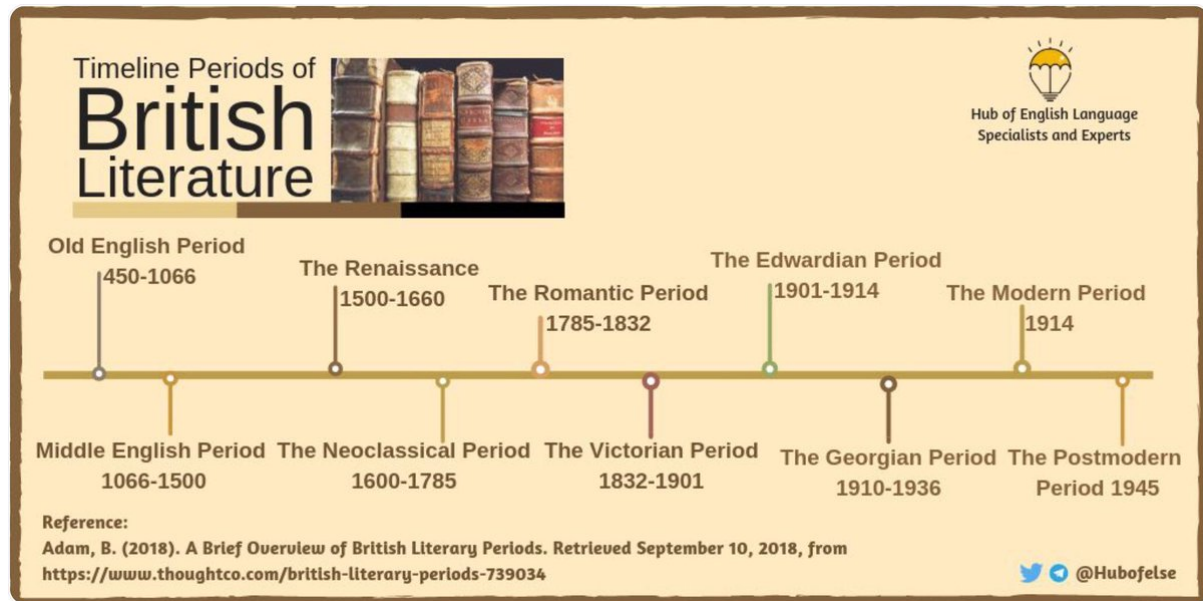 Timeline Periods of
British
Literature
Hub of English Language
Specialists and Experts
Old English Period
450-1066
The Renaissance
1500-1660
The Romantic Period
1785-1832
The Edwardian Period
1901-1914
The Modern Period
1914
Middle English Period
1066-1500
The Neoclassical Period
1600-1785
The Victorian Period
1832-1901
The Georgian Period
1910-1936
The Postmodern
Period 1945
Reference:
Adam, B. (2018). A Brief Overview of British Literary Periods. Retrieved September 10, 2018, from
https://www.thoughtco.com/british-literary-periods-739034
@Hubofelse